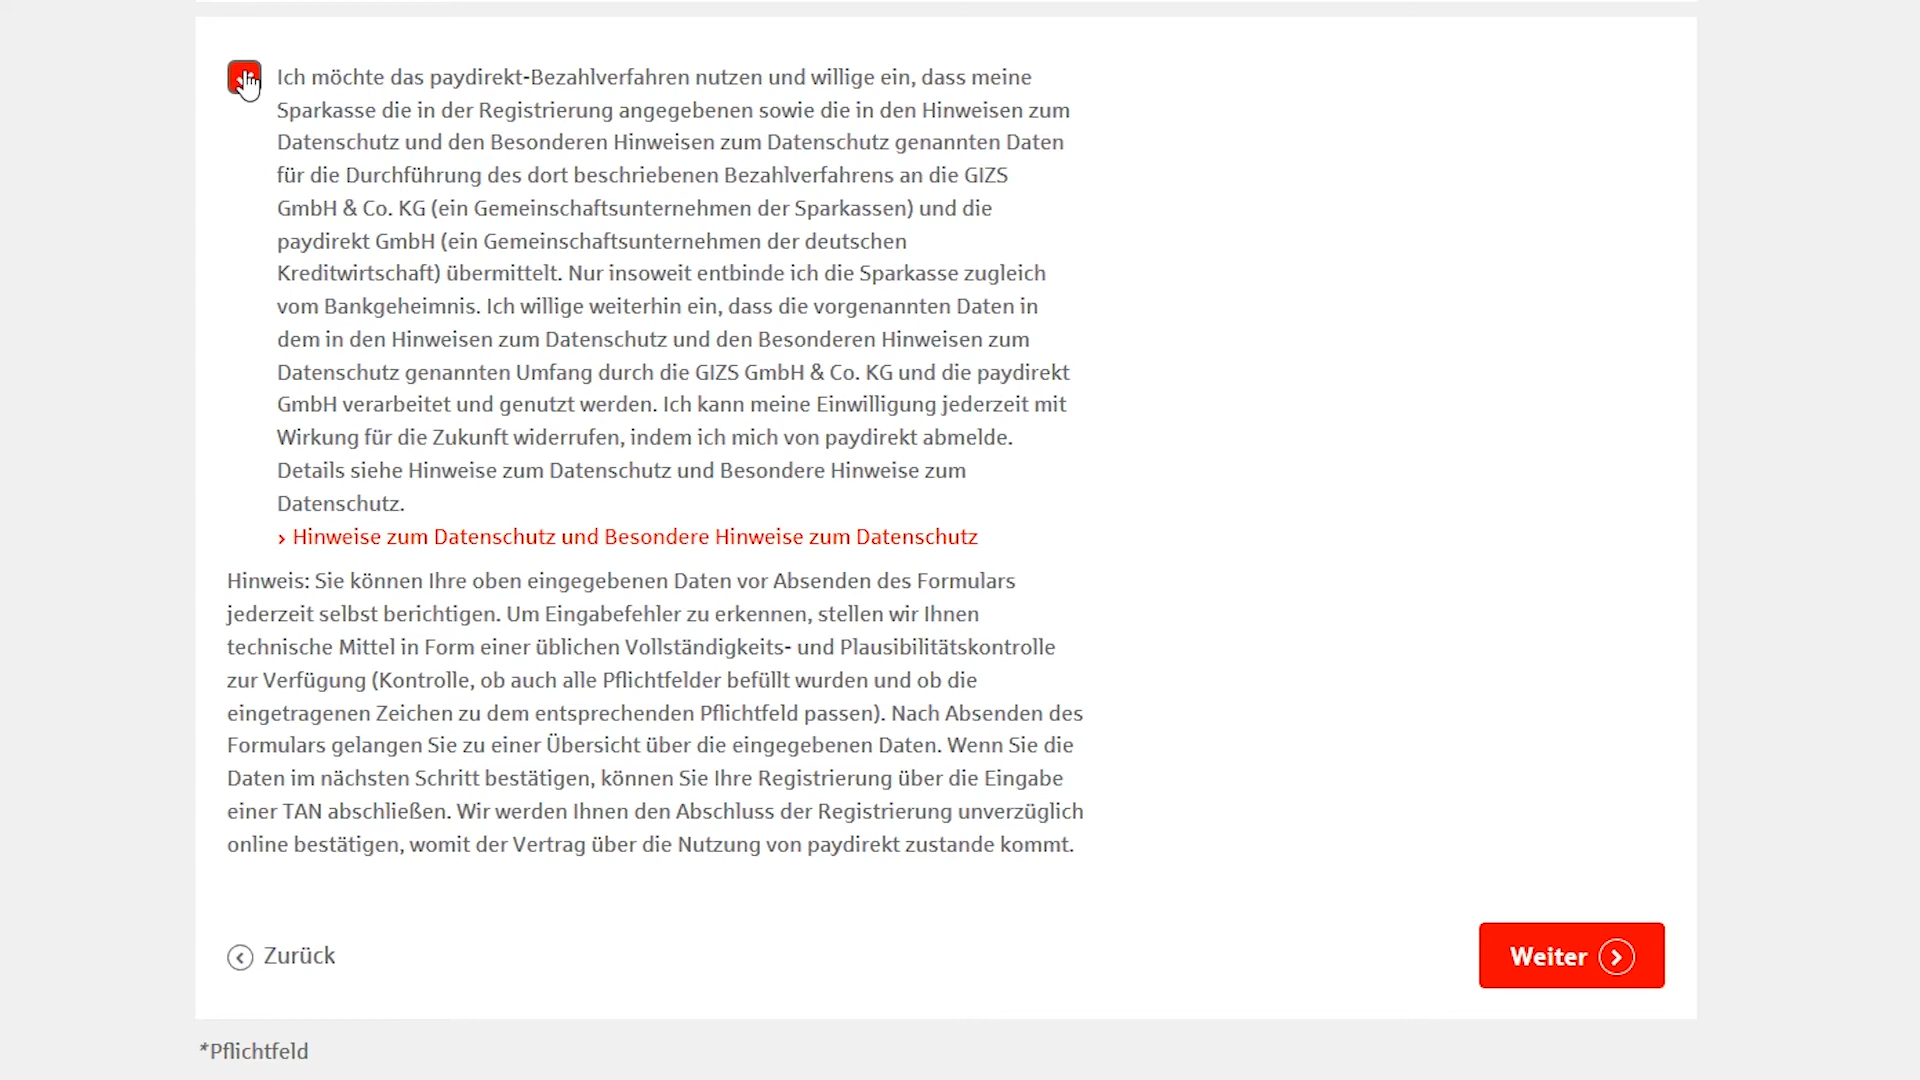 Ich möchte das paydirekt-Bezahlverfahren nutzen und willige ein, dass meine
Sparkasse die in der Registrierung angegebenen sowie die in den Hinweisen zum
Datenschutz und den Besonderen Hinweisen zum Datenschutz genannten Daten
für die Durchführung des dort beschriebenen Bezahlverfahrens an die GIZS
GmbH & Co. KG (ein Gemeinschaftsunternehmen der Sparkassen) und die
paydirekt GmbH (ein Gemeinschaftsunternehmen der deutschen
Kreditwirtschaft) übermittelt. Nur insoweit entbinde ich die Sparkasse zugleich
vom Bankgeheimnis. Ich willige weiterhin ein, dass die vorgenannten Daten in
dem in den Hinweisen zum Datenschutz und den Besonderen Hinweisen zum
Datenschutz genannten Umfang durch die GIZS GmbH & Co. KG und die paydirekt
GmbH verarbeitet und genutzt werden. Ich kann meine Einwilligung jederzeit mit
Wirkung für die Zukunft widerrufen, indem ich mich von paydirekt abmelde.
Details siehe Hinweise zum Datenschutz und Besondere Hinweise zum
Datenschutz.
› Hinweise zum Datenschutz und Besondere Hinweise zum Datenschutz
Hinweis: Sie können Ihre oben eingegebenen Daten vor Absenden des Formulars
jederzeit selbst berichtigen. Um Eingabefehler zu erkennen, stellen wir Ihnen
technische Mittel in Form einer üblichen Vollständigkeits- und Plausibilitätskontrolle
zur Verfügung (Kontrolle, ob auch alle Pflichtfelder befüllt wurden und ob die
eingetragenen Zeichen zu dem entsprechenden Pflichtfeld passen). Nach Absenden des
Formulars gelangen Sie zu einer Übersicht über die eingegebenen Daten. Wenn Sie die
Daten im nächsten Schritt bestätigen, können Sie Ihre Registrierung über die Eingabe
einer TAN abschließen. Wir werden Ihnen den Abschluss der Registrierung unverzüglich
online bestätigen, womit der Vertrag über die Nutzung von paydirekt zustande kommt.
Zurück
Weiter
*Pflichtfeld